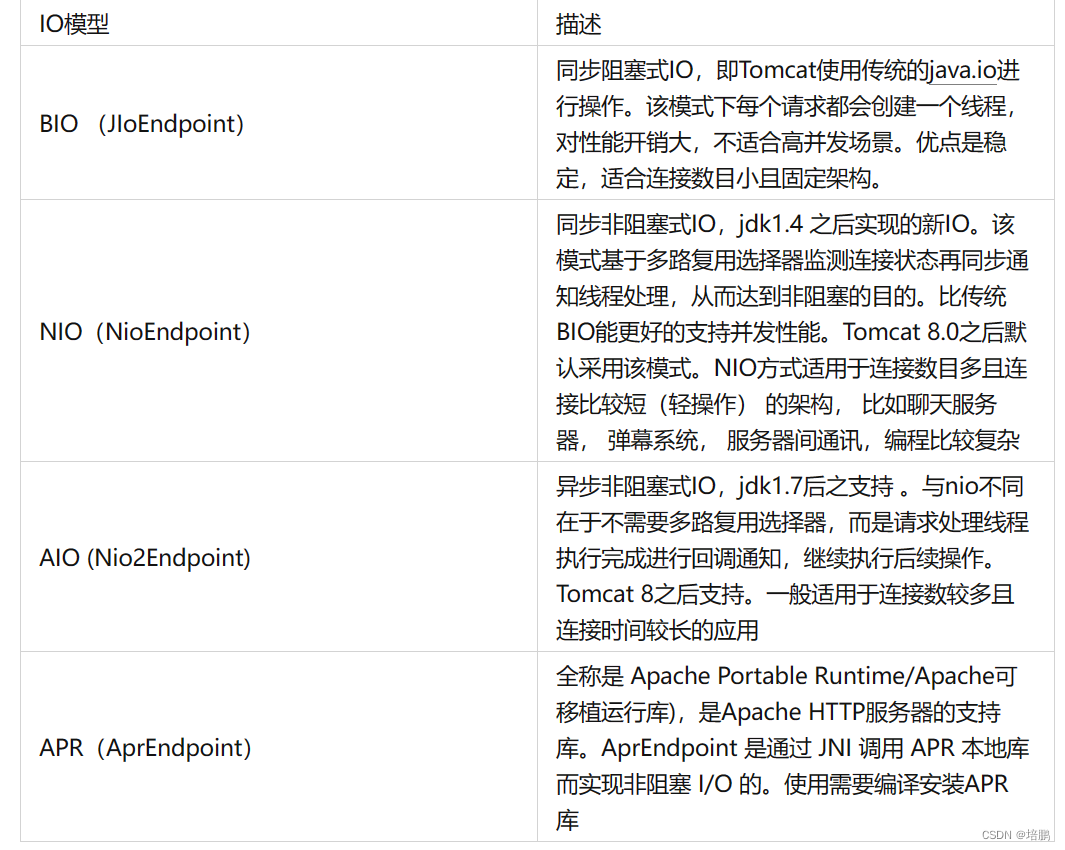 IO模型
描述
BIO （JIoEndpoint）
同步阻塞式IO，即Tomcat使用传统的java.io进
行操作。该模式下每个请求都会创建一个线程，
对性能开销大，不适合高并发场景。优点是稳
定，适合连接数目小且固定架构。
NIO（NioEndpoint）
同步非阻塞式IO，jdk1.4 之后实现的新IO。该
模式基于多路复用选择器监测连接状态再同步通
知线程处理，从而达到非阻塞的目的。比传统
BIO能更好的支持并发性能。Tomcat 8.0之后默
认采用该模式。NIO方式适用于连接数目多且连
接比较短（轻操作） 的架构， 比如聊天服务
器， 弹幕系统， 服务器间通讯，编程比较复杂
AIO (Nio2Endpoint)
异步非阻塞式IO，jdk1.7后之支持 。与nio不同
在于不需要多路复用选择器，而是请求处理线程
执行完成进行回调通知，继续执行后续操作。
Tomcat 8之后支持。一般适用于连接数较多且
连接时间较长的应用
APR（AprEndpoint）
全称是 Apache Portable Runtime/Apache可
移植运行库)，是Apache HTTP服务器的支持
库。AprEndpoint 是通过 JNI 调用 APR 本地库
而实现非阻塞 I/O 的。使用需要编译安装APR
库
CSDN @培鹏